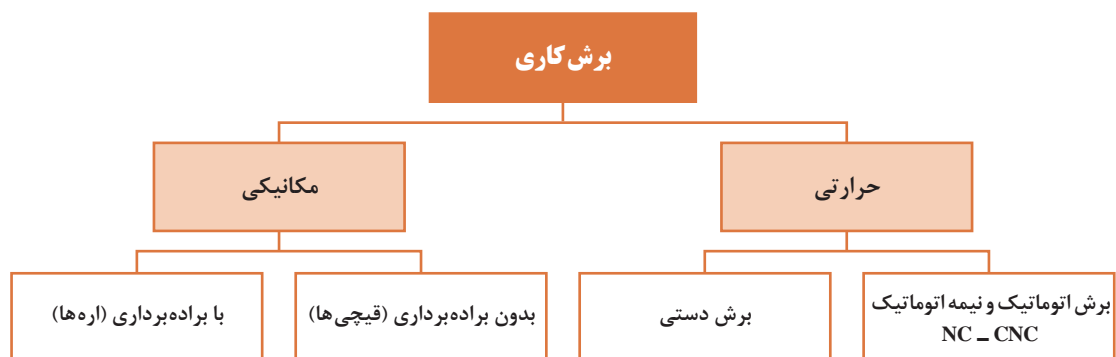 برش‌کاری
حرارتی
مکانیکی
برش اتوماتیک و نیمه اتوماتیک
NC – CNC
برش دستی
بدون براده‌برداری (قیچی‌ها)
با براده‌برداری (اره‌ها)